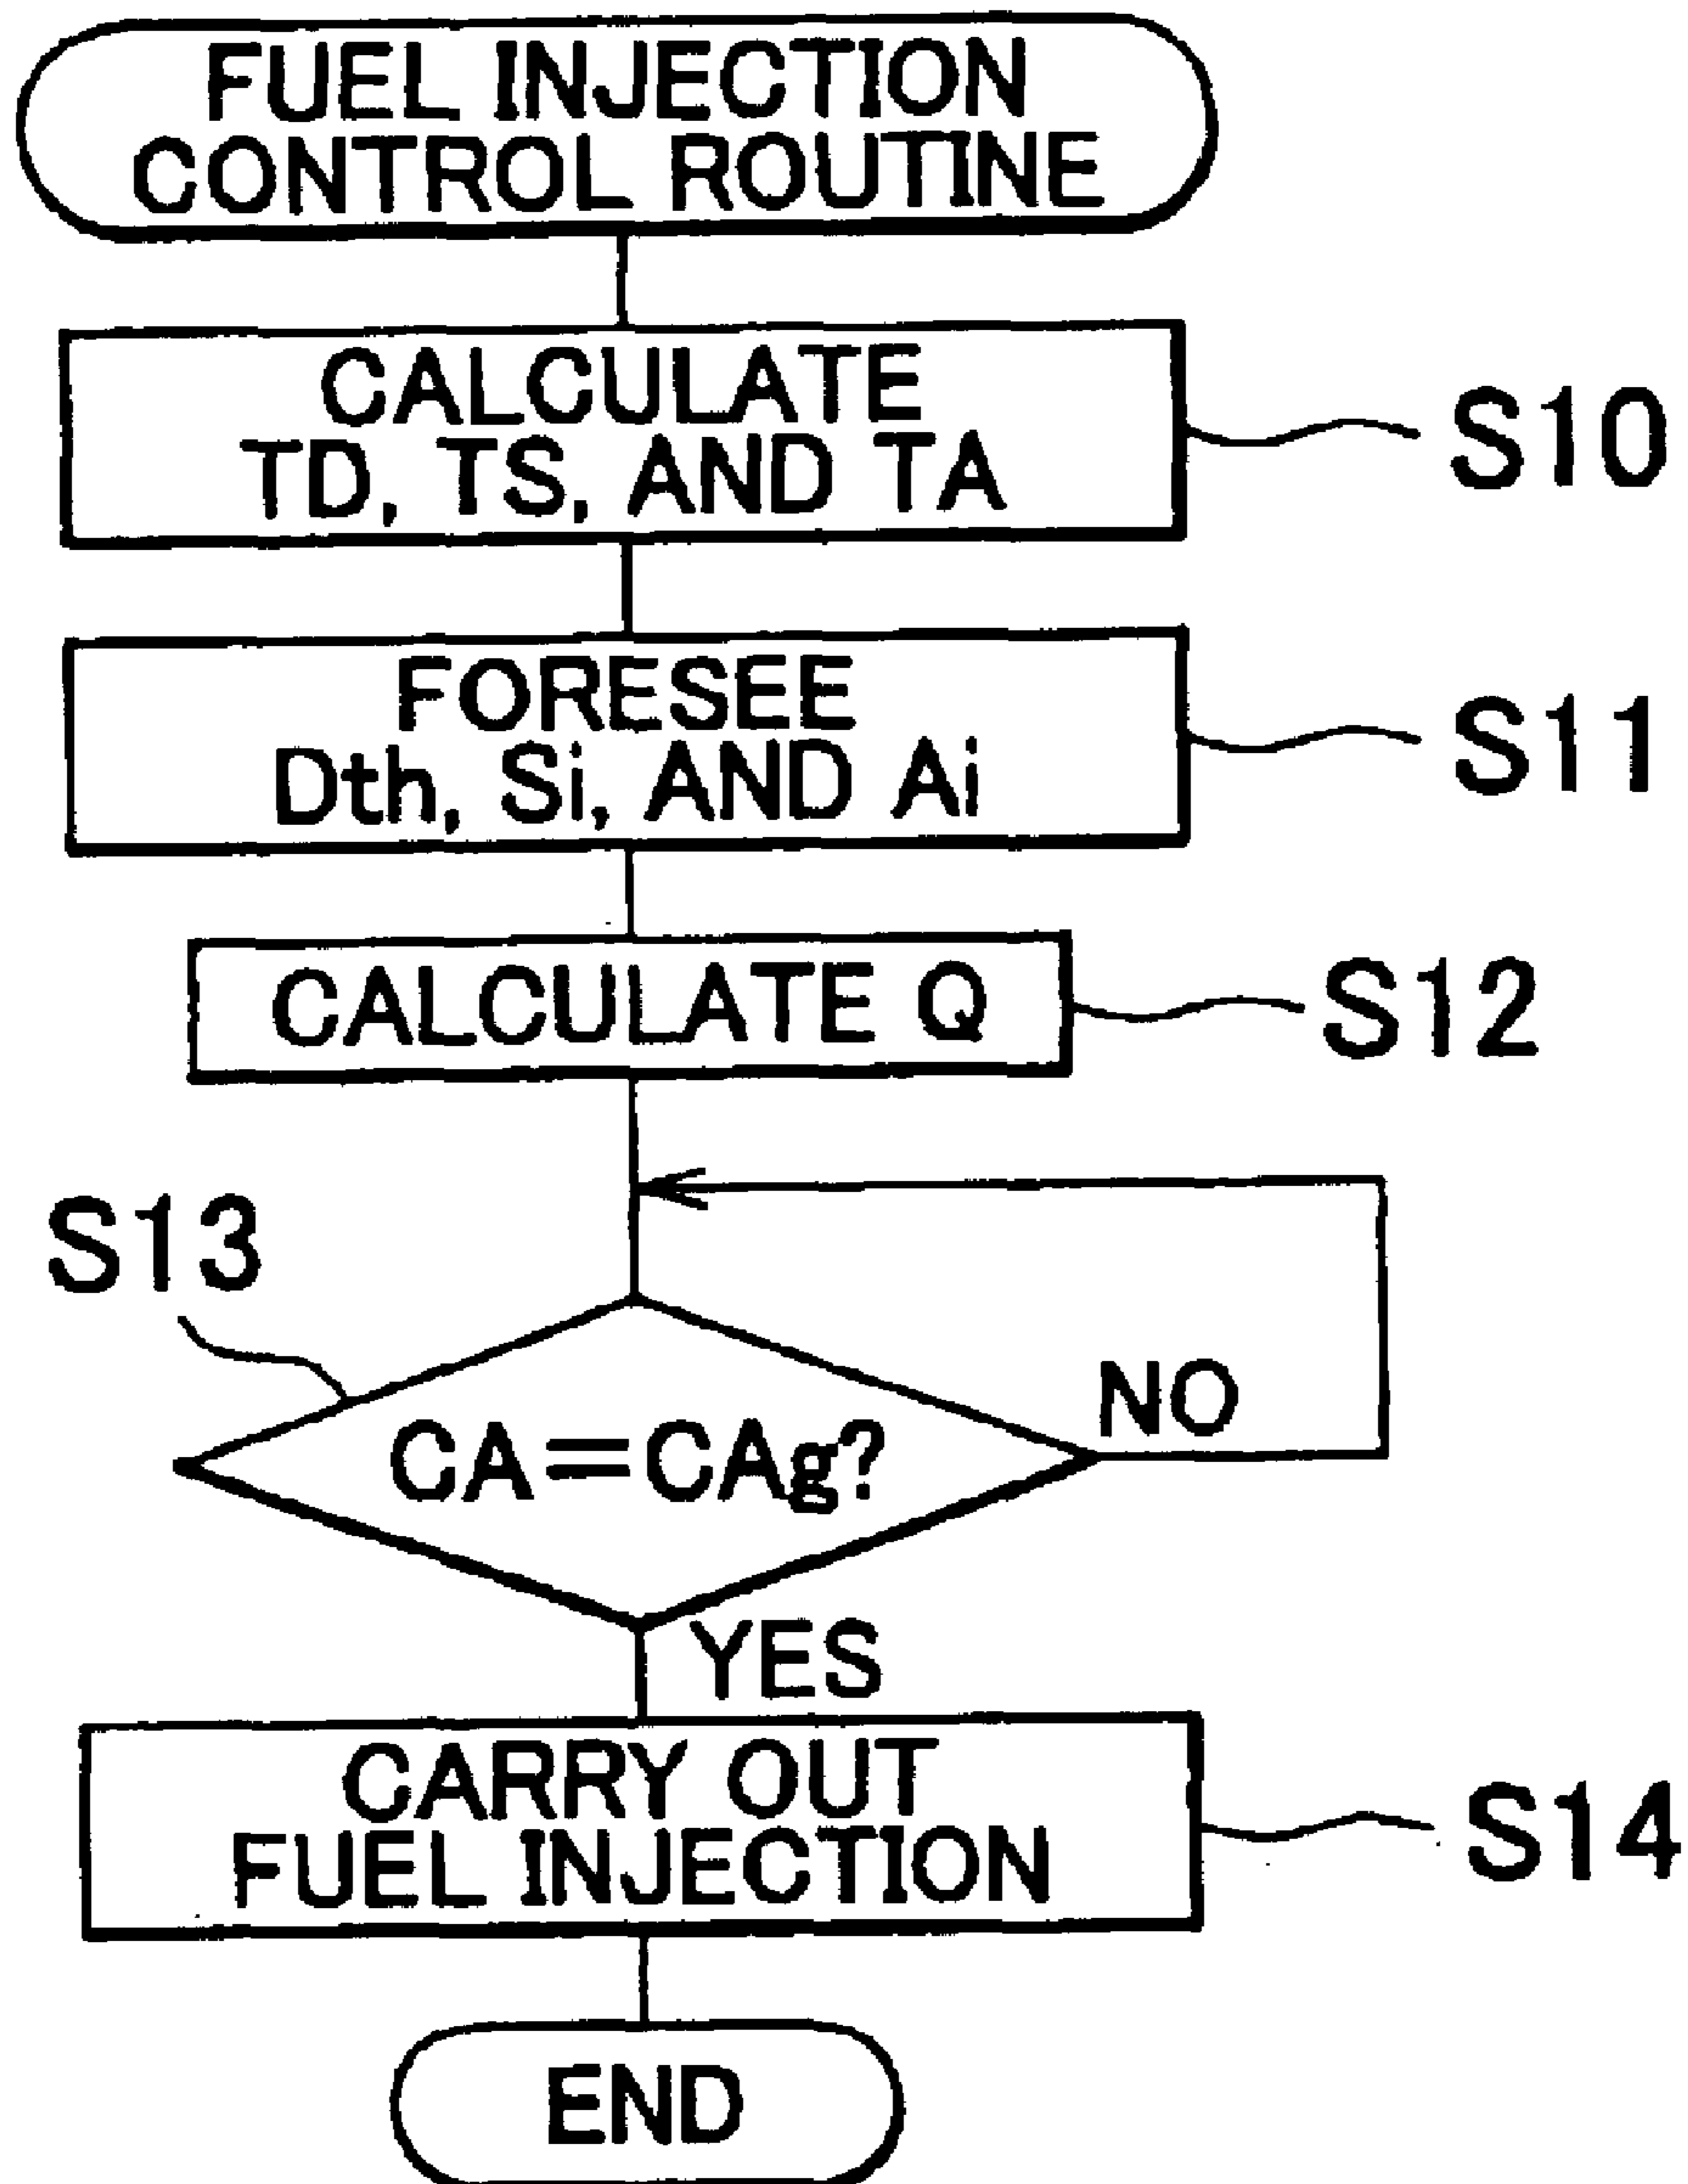 FUEL INJECTION
CONTROL ROUTINE
CALCULATE
TD, TS, AND TA
S10
FORESEE
Dth, Si, AND Ai
S11
CALCULATE Q
S12
S13
NO
CA=CAg?
YES
CARRY OUT
FUEL INJECTION
S14
END